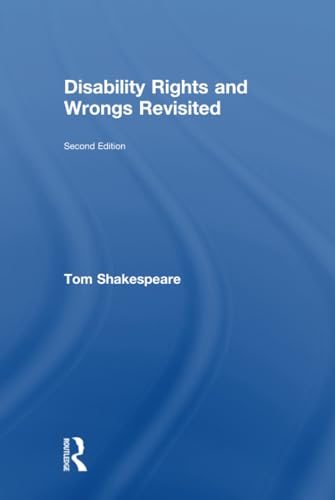 Disability Rights and
Wrongs Revisited
Second Edition
Tom Shakespeare
ROUTLEDGE